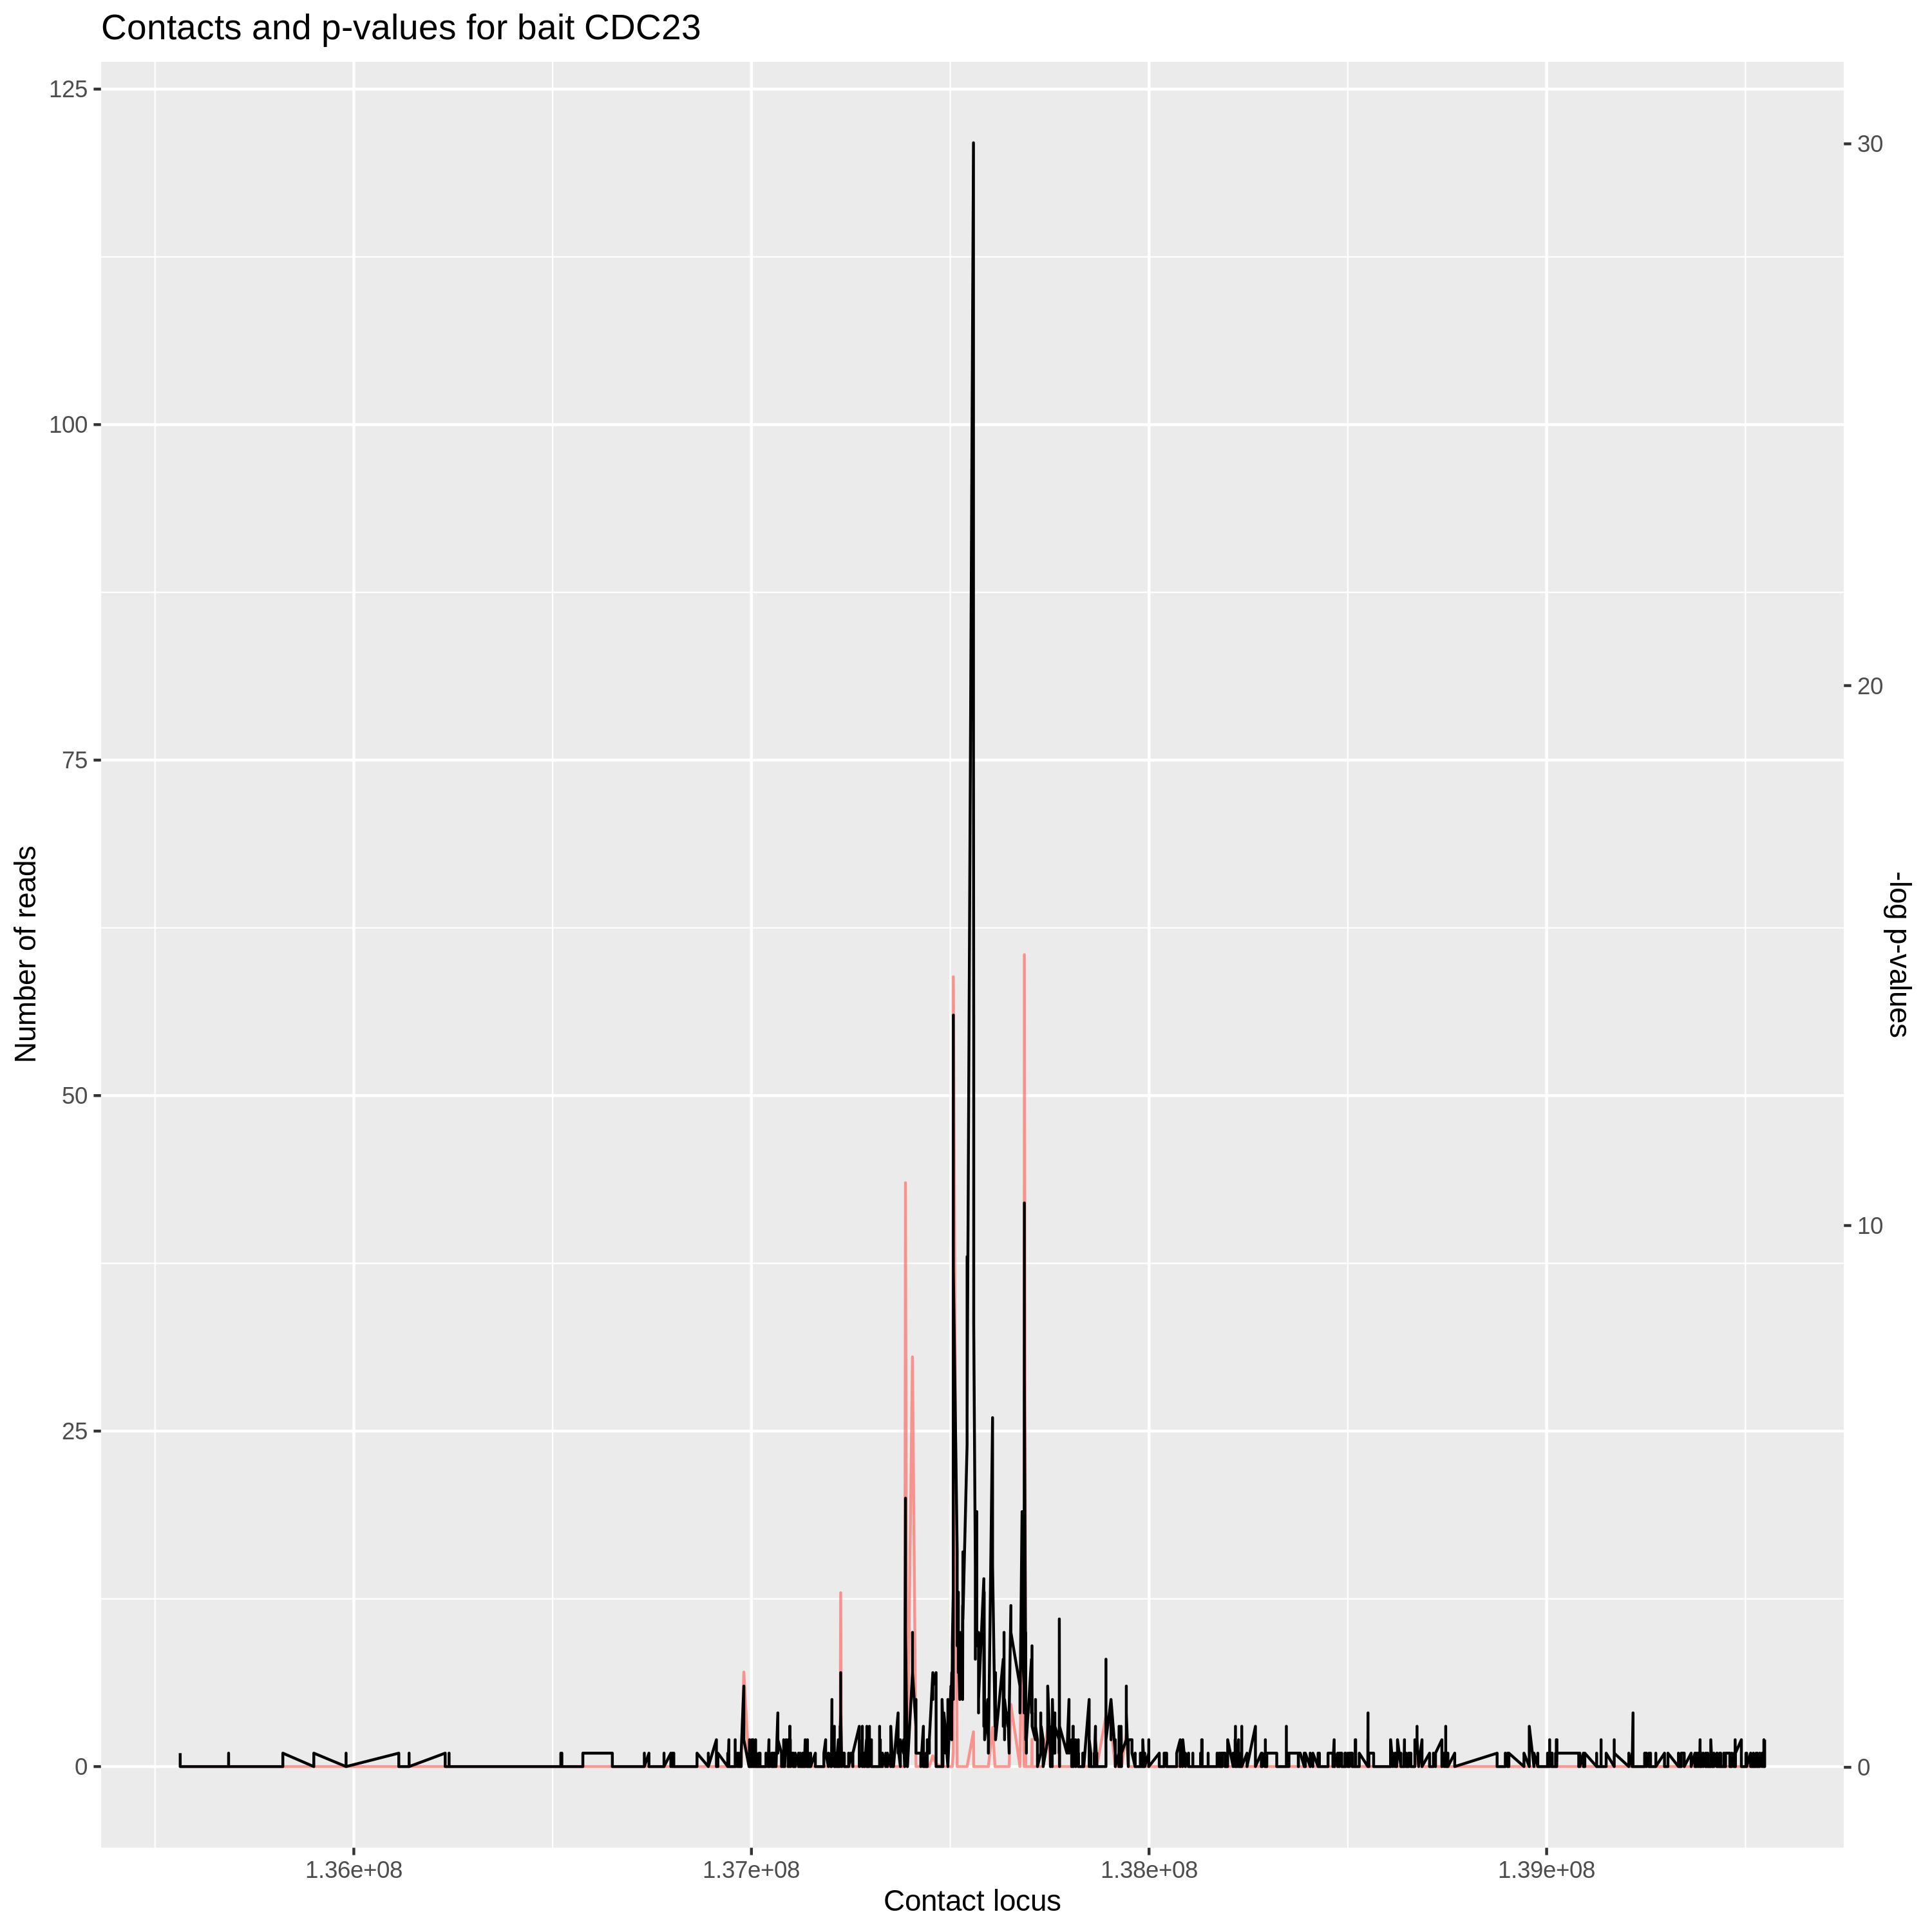 Contacts and p-values for bait CDC23
125
100
75
50
25
0
Number of reads
30
20
10
0
-log p-values
1.36e+08
1.37e+08
1.38e+08
1.39e+08
Contact locus